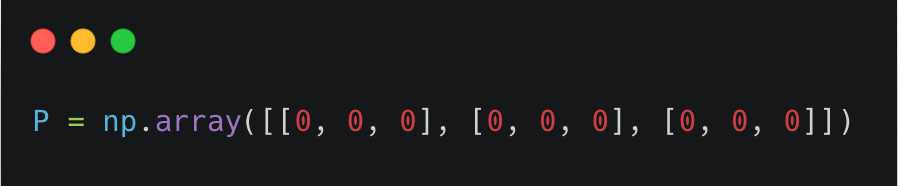 P = np.array([[0, 0, 0], [0, 0, 0], [0, 0, 0]])